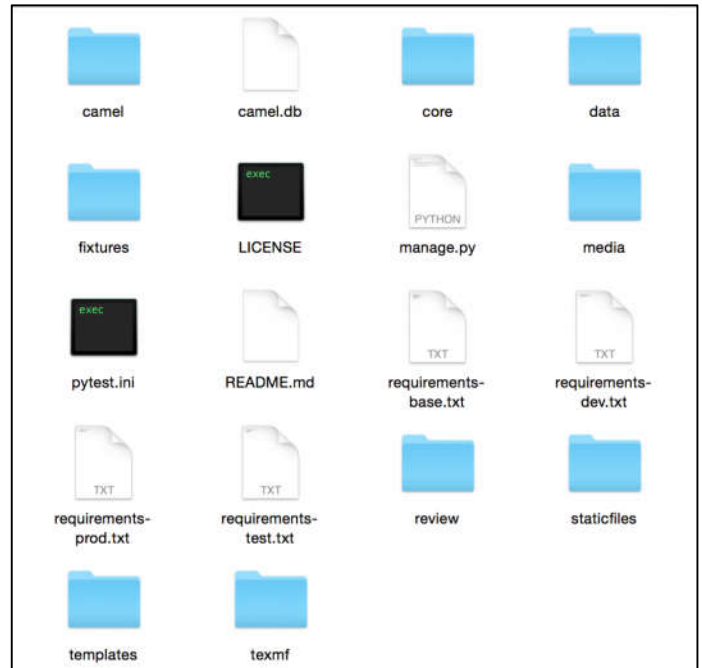 camel
camel.db
core
data
fixtures
exec
LICENSE
PYTHON
manage.py
media
exec
pytest.ini
README.md
TXT
requirements-
base.txt
TXT
requirements-
dev.txt
TXT
requirements-
prod.txt
TXT
requirements-
test.txt
review
staticfiles
templates
texmf